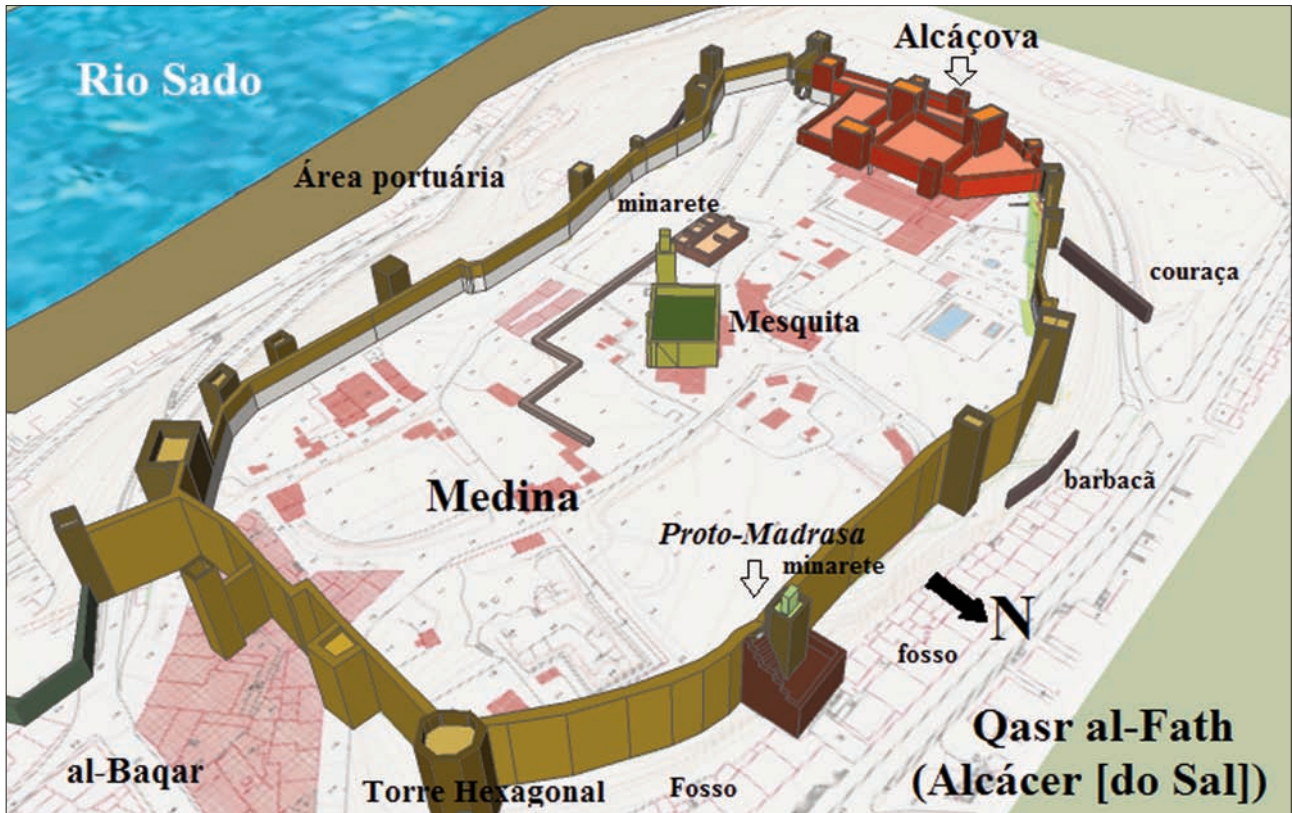 Rio Sado
Alcáçova
Área portuária
minarete
couraça
Mesquita
barbacã
Medina
Proto-Madrasa
minarete
N
fosso
Qasr al-Fath
(Alcácer [do Sal])
al-Baqar
Torre Hexagonal
Fosso